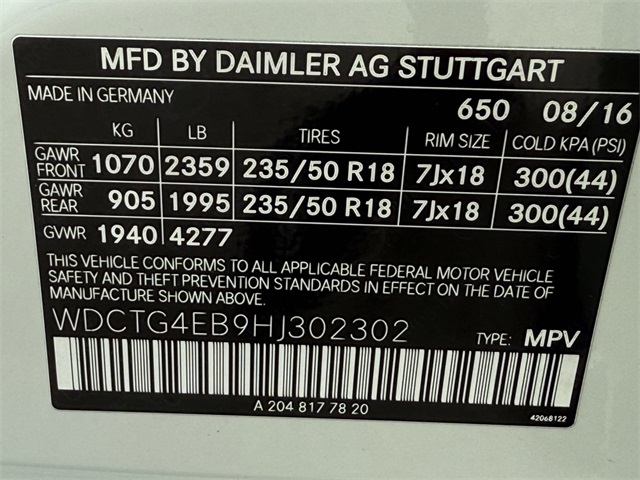 MFD BY DAIMLER AG STUTTGART
MADE IN GERMANY 650 08/16
KG LB TIRES RIM SIZE COLD KPA (PSI)
GAWR FRONT 1070 2359 235/50 R18 7Jx18 300(44)
GAWR REAR 905 1995 235/50 R18 7Jx18 300(44)
GVWR 1940 4277
THIS VEHICLE CONFORMS TO ALL APPLICABLE FEDERAL MOTOR VEHICLE
SAFETY AND THEFT PREVENTION STANDARDS IN EFFECT ON THE DATE OF
MANUFACTURE SHOWN ABOVE.
WDCTG4EB9HJ302302 TYPE: MPV
A 204 817 78 20
42068122